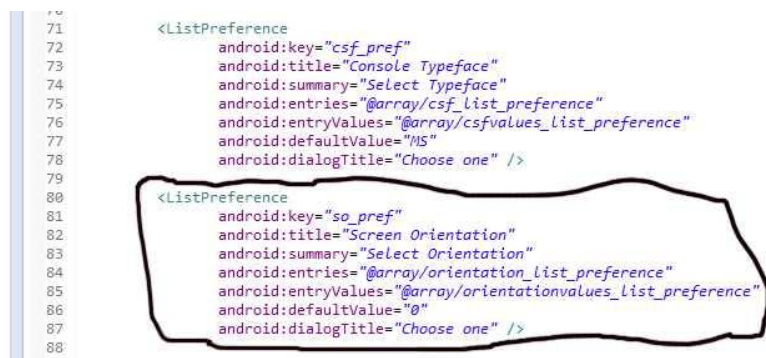 71 <ListPreference
72 android:key="csf_pref"
73 android:title="Console Typeface"
74 android:summary="Select Typeface"
75 android:entries="@array/csf_list_preference"
76 android:entryValues="@array/csfvalues_list_preference"
77 android:defaultValue="MS"
78 android:dialogTitle="Choose one" />
79
80 <ListPreference
81 android:key="so_pref"
82 android:title="Screen Orientation"
83 android:summary="Select Orientation"
84 android:entries="@array/orientation_list_preference"
85 android:entryValues="@array/orientationvalues_list_preference"
86 android:defaultValue="0"
87 android:dialogTitle="Choose one" />
88